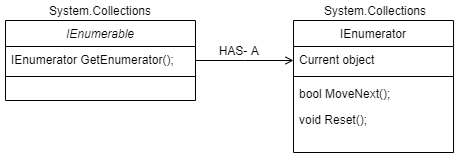 System.Collections
IEnumerable
IEnumerator GetEnumerator();
HAS- A
System.Collections
IEnumerator
Current object
bool MoveNext();
void Reset();